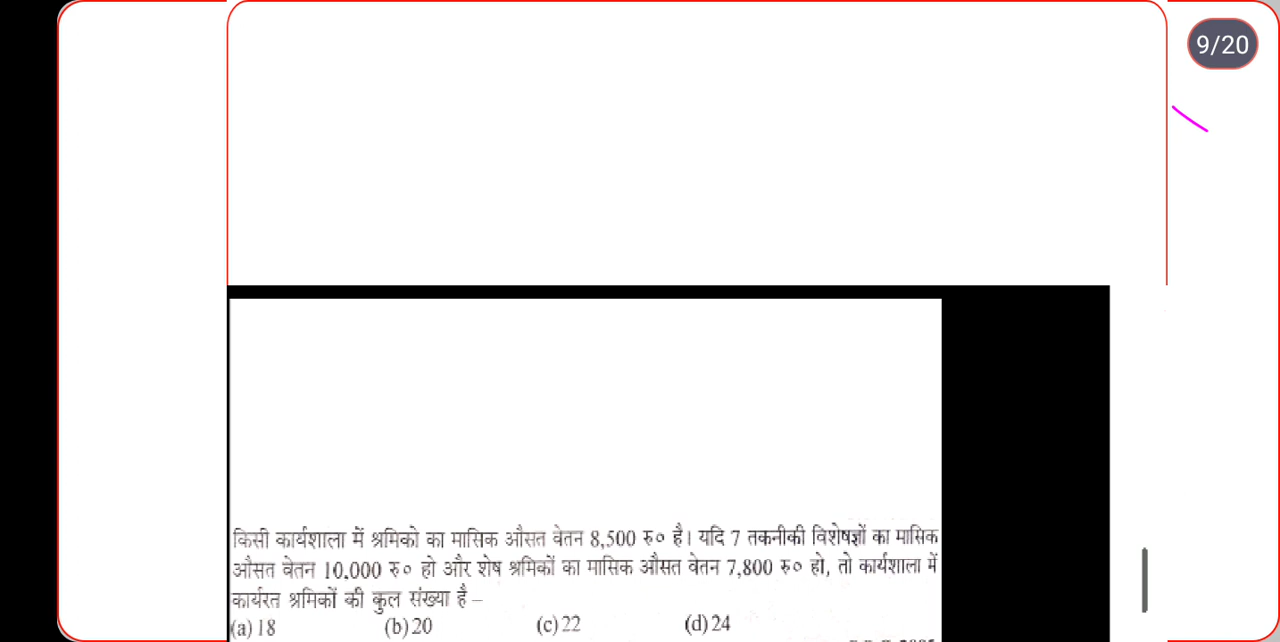 9/20
किसी कार्यशाला में श्रमिको का मासिक औसत वेतन 8,500 रु० है। यदि 7 तकनीकी विशेषज्ञों का मासिक
औसत वेतन 10,000 रु० हो और शेष श्रमिकों का मासिक औसत वेतन 7,800 रु० हो, तो कार्यशाला में
कार्यरत श्रमिकों की कुल संख्या है –
(a) 18 (b) 20 (c) 22 (d) 24